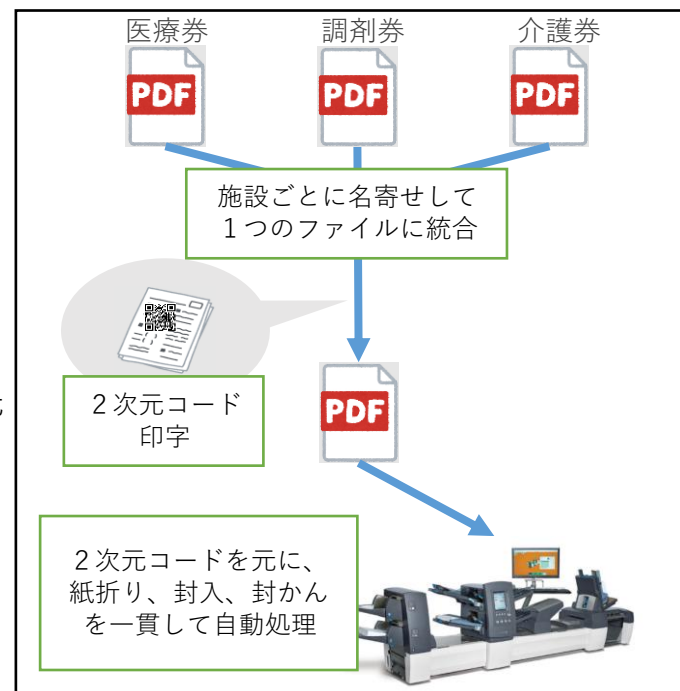 医療券
調剤券
介護券
PDF
PDF
PDF
施設ごとに名寄せして
１つのファイルに統合
２次元コード
印字
PDF
２次元コードを元に、
紙折り、封入、封かん
を一貫して自動処理